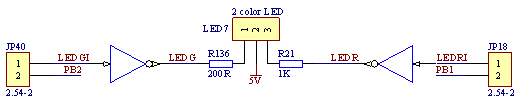 2 color LED
LED7
1 2 3
JP40
LEDGI
LEDG
R136
R21
LEDR
LEDRI
JP18
1
2
PB2
200R
5V
1K
PB1
1
2
2.54-2
2.54-2